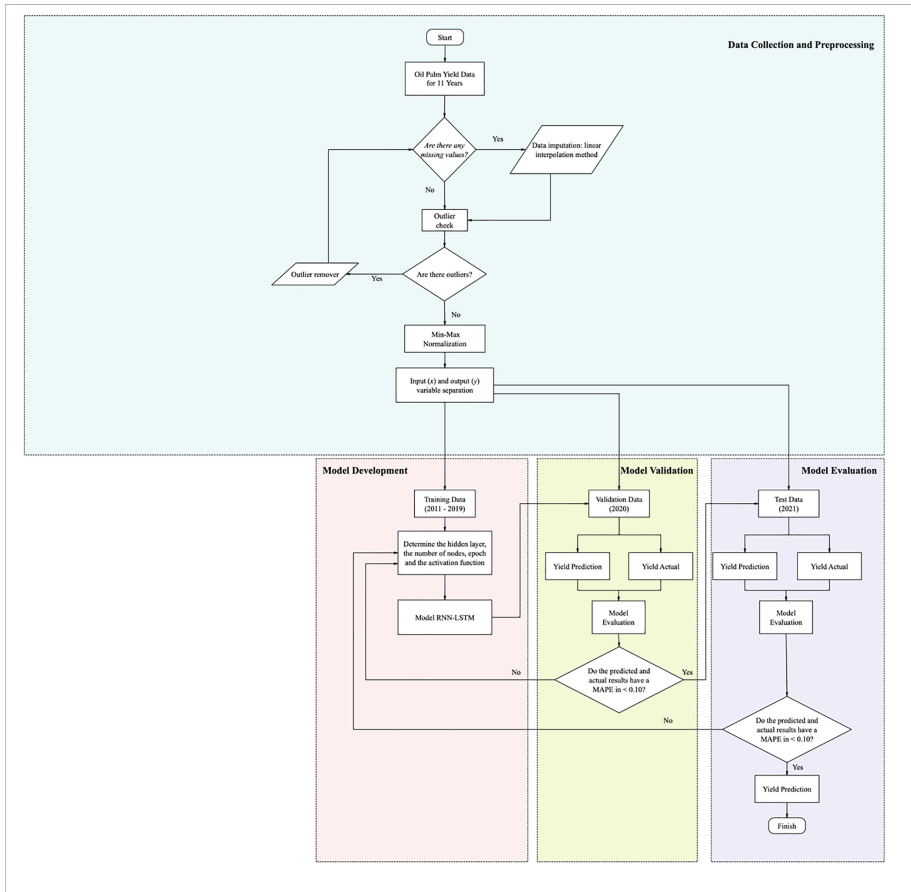 Data Collection and Preprocessing
Start
Oil Palm Yield Data
for 11 Years
Are there any
missing values?
Yes
Data imputation: linear
interpolation method
No
Outlier
check
Are there outliers?
Yes
Outlier remover
No
Min-Max
Normalization
Input (x) and output (y)
variable separation
Model Development
Training Data
(2011 - 2019)
Determine the hidden layer,
the number of nodes, epoch
and the activation function
Model RNN-LSTM
Model Validation
Validation Data
(2020)
Yield Prediction
Yield Actual
Model
Evaluation
Do the predicted and
actual results have a
MAPE in < 0.10?
No
Yes
Model Evaluation
Test Data
(2021)
Yield Prediction
Yield Actual
Model
Evaluation
Do the predicted and
actual results have a
MAPE in < 0.10?
No
Yes
Yield Prediction
Finish